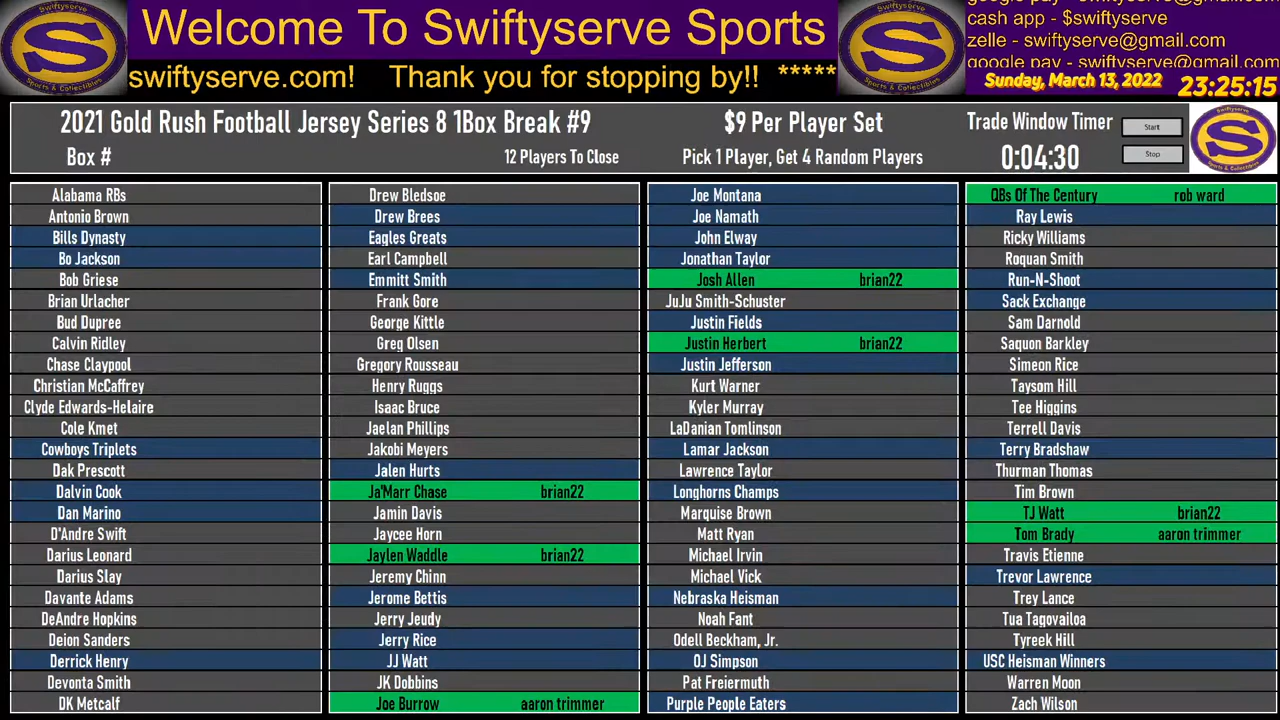 Swiftyserve
S
Sports & Collectibles
Welcome To Swiftyserve Sports
swiftyserve.com! Thank you for stopping by!! *****
Swiftyserve
S
Sports & Collectibles
google pay - swiftyserve@gmail.com
cash app - $swiftyserve
zelle - swiftyserve@gmail.com
google pay - swiftyserve@gmail.com
Sunday, March 13, 2022
23:25:15
2021 Gold Rush Football Jersey Series 8 1Box Break #9
$9 Per Player Set
Trade Window Timer
Start
Box #
12 Players To Close
Pick 1 Player, Get 4 Random Players
0:04:30
Stop
Swiftyserve
S
Sports & Collectibles
Alabama RBs
Antonio Brown
Bills Dynasty
Bo Jackson
Bob Griese
Brian Urlacher
Bud Dupree
Calvin Ridley
Chase Claypool
Christian McCaffrey
Clyde Edwards-Helaire
Cole Kmet
Cowboys Triplets
Dak Prescott
Dalvin Cook
Dan Marino
D'Andre Swift
Darius Leonard
Darius Slay
Davante Adams
DeAndre Hopkins
Deion Sanders
Derrick Henry
Devonta Smith
DK Metcalf
Drew Bledsoe
Drew Brees
Eagles Greats
Earl Campbell
Emmitt Smith
Frank Gore
George Kittle
Greg Olsen
Gregory Rousseau
Henry Ruggs
Isaac Bruce
Jaelan Phillips
Jakobi Meyers
Jalen Hurts
Ja'Marr Chase brian22
Jamin Davis
Jaycee Horn
Jaylen Waddle brian22
Jeremy Chinn
Jerome Bettis
Jerry Jeudy
Jerry Rice
JJ Watt
JK Dobbins
Joe Burrow aaron trimmer
Joe Montana
Joe Namath
John Elway
Jonathan Taylor
Josh Allen brian22
JuJu Smith-Schuster
Justin Fields
Justin Herbert brian22
Justin Jefferson
Kurt Warner
Kyler Murray
LaDanian Tomlinson
Lamar Jackson
Lawrence Taylor
Longhorns Champs
Marquise Brown
Matt Ryan
Michael Irvin
Michael Vick
Nebraska Heisman
Noah Fant
Odell Beckham, Jr.
OJ Simpson
Pat Freiermuth
Purple People Eaters
QBs Of The Century rob ward
Ray Lewis
Ricky Williams
Roquan Smith
Run-N-Shoot
Sack Exchange
Sam Darnold
Saquon Barkley
Simeon Rice
Taysom Hill
Tee Higgins
Terrell Davis
Terry Bradshaw
Thurman Thomas
Tim Brown
TJ Watt brian22
Tom Brady aaron trimmer
Travis Etienne
Trevor Lawrence
Trey Lance
Tua Tagovailoa
Tyreek Hill
USC Heisman Winners
Warren Moon
Zach Wilson